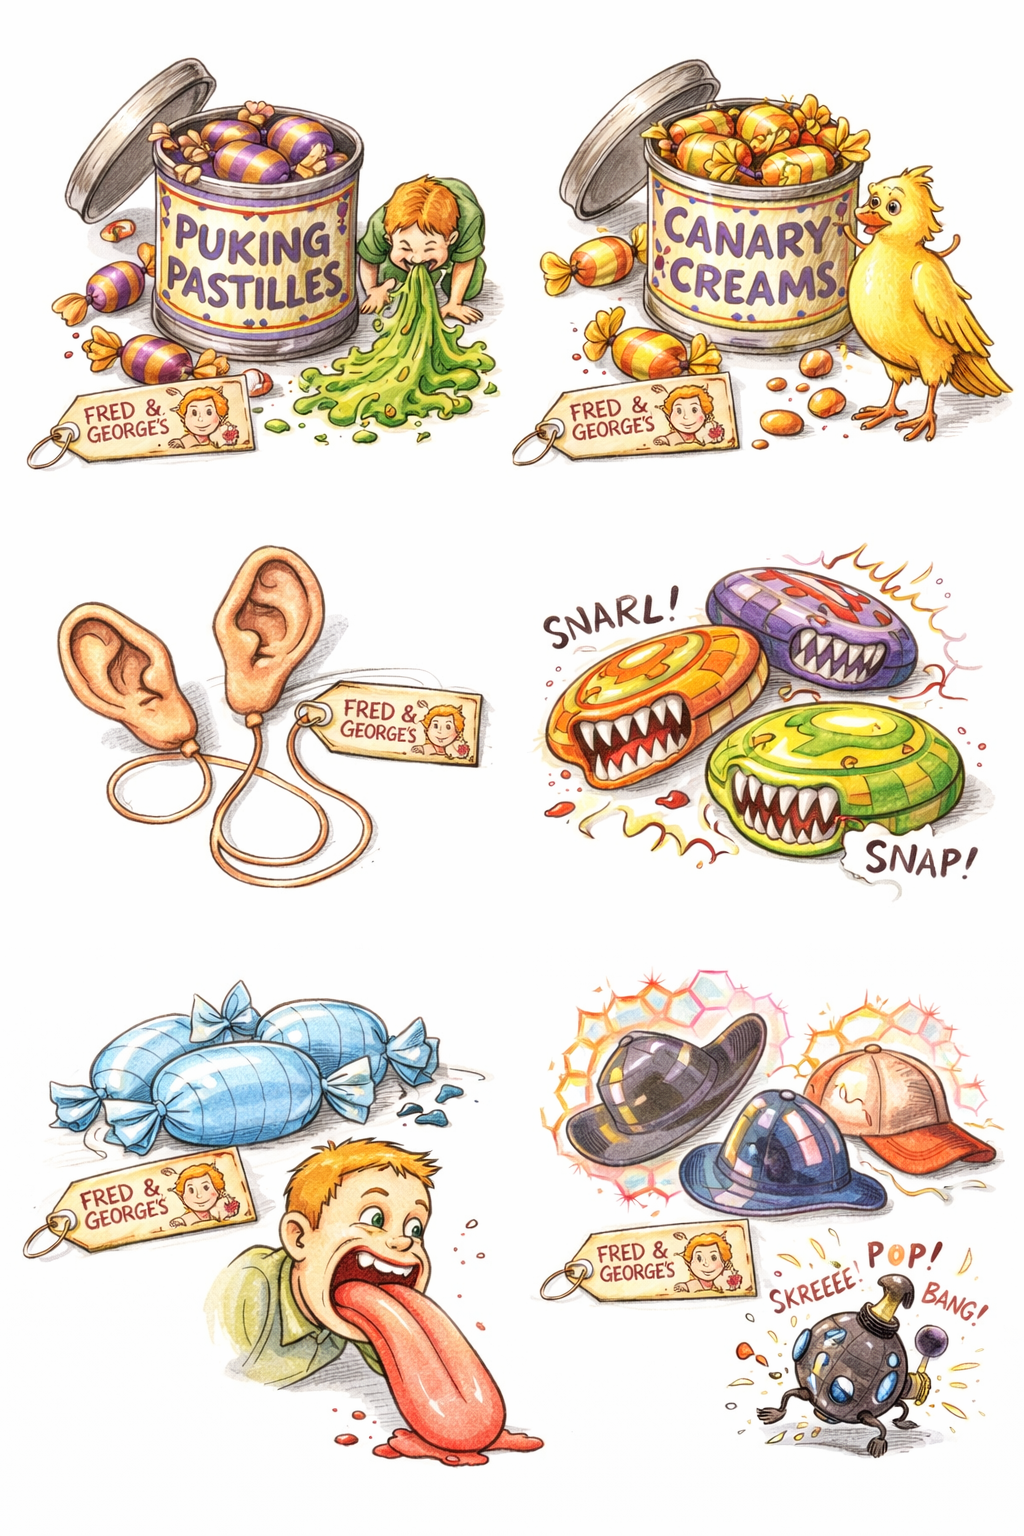 PUKING
PASTILLES
FRED &
GEORGE'S
CANARY
CREAMS
FRED &
GEORGE'S
FRED &
GEORGE'S
SNARL!
SNAP!
FRED &
GEORGE'S
FRED &
GEORGE'S
SKREEEE!
POP!
BANG!